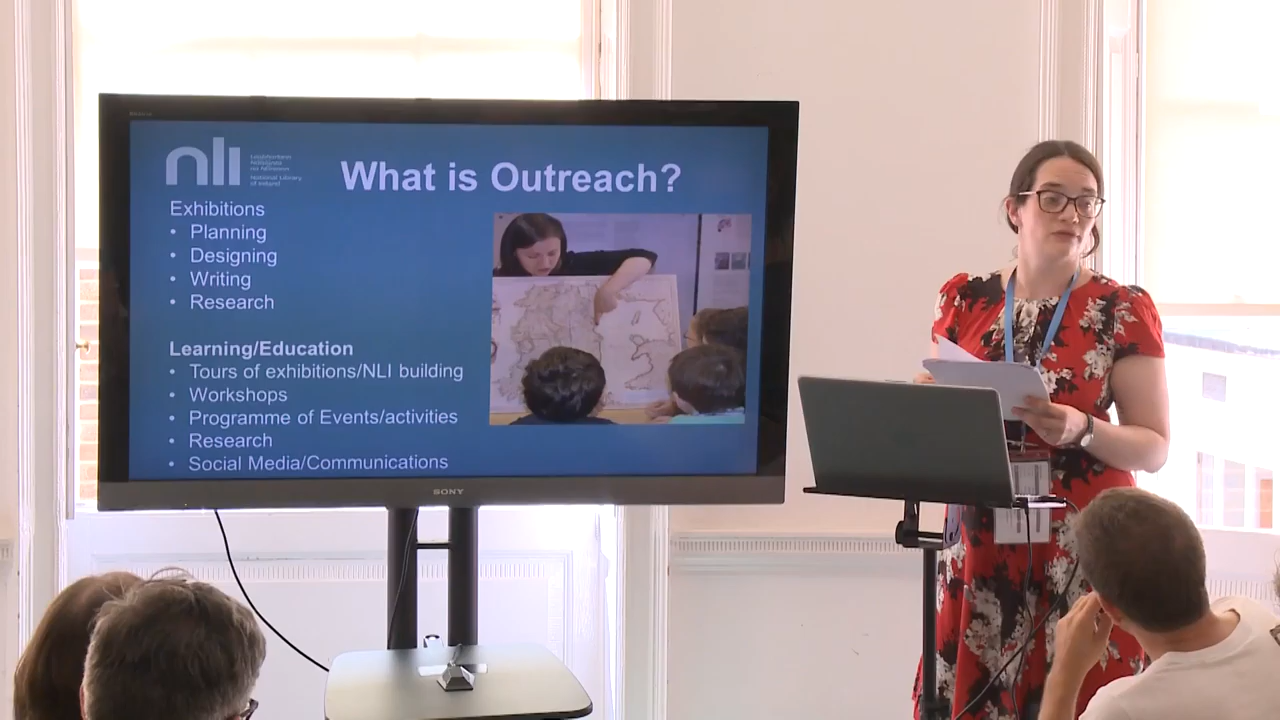 nli
Leabharlann
Náisiúnta
na hÉireann
National Library
of Ireland
What is Outreach?
Exhibitions
• Planning
• Designing
• Writing
• Research
Learning/Education
• Tours of exhibitions/NLI building
• Workshops
• Programme of Events/activities
• Research
• Social Media/Communications
SONY